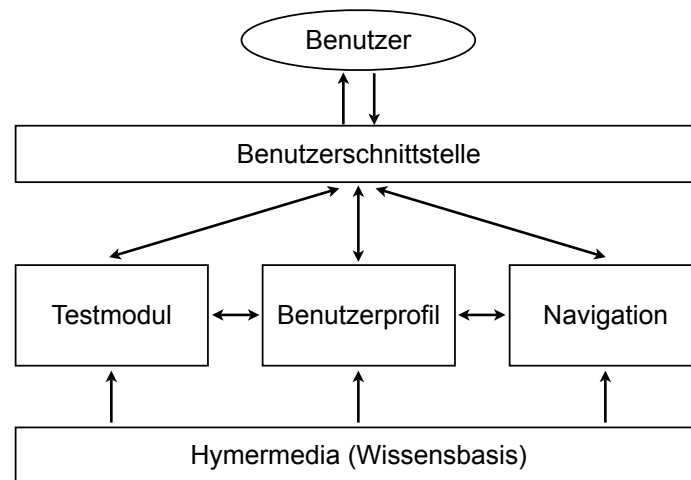 Benutzer
Benutzerschnittstelle
Testmodul
Benutzerprofil
Navigation
Hymermedia (Wissensbasis)